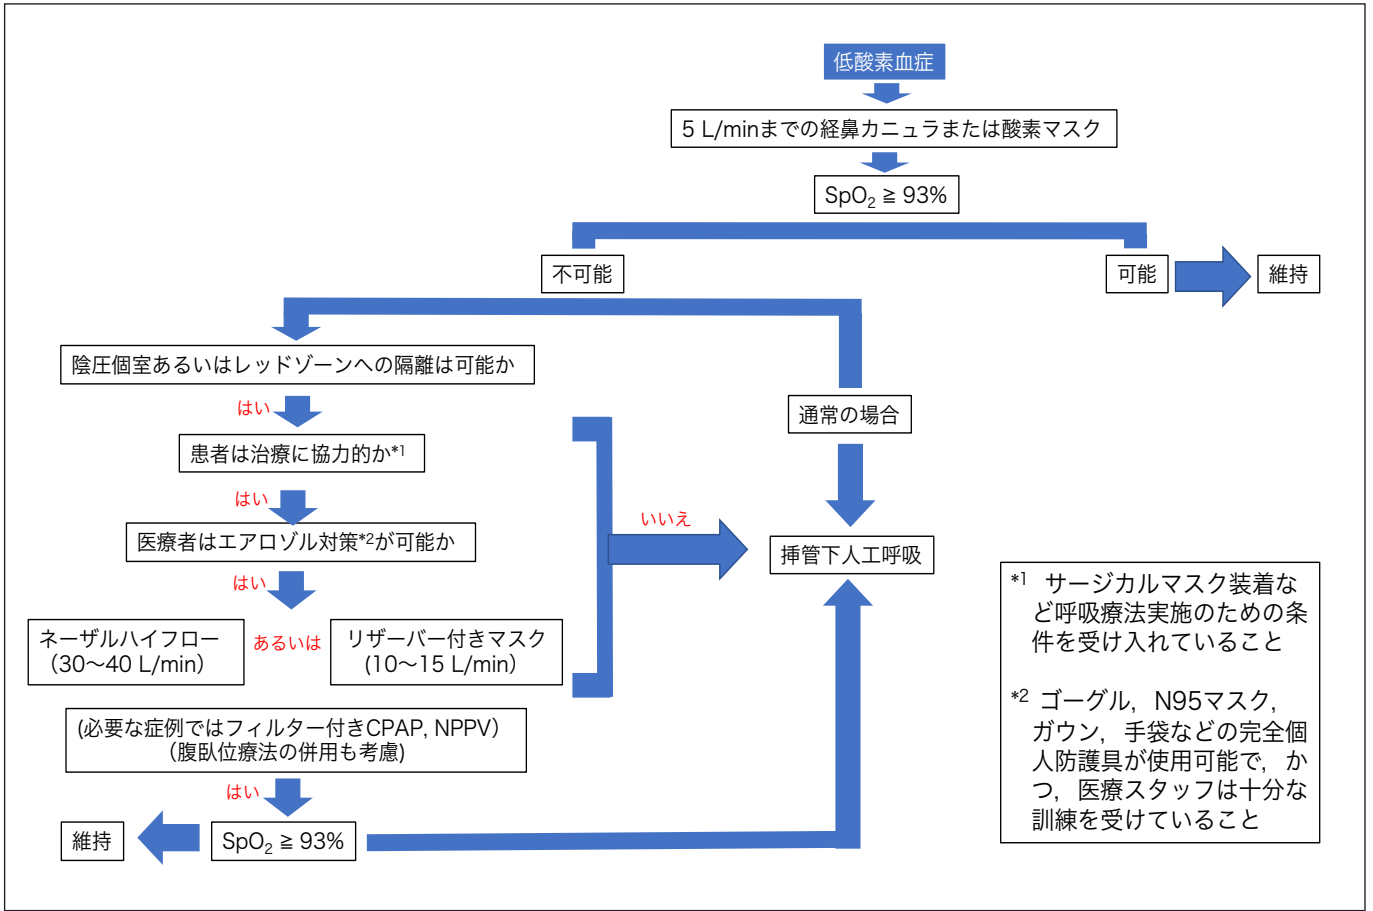 低酸素血症
5 L/minまでの経鼻カニュラまたは酸素マスク
SpO₂ ≧ 93%
不可能
可能
維持
陰圧個室あるいはレッドゾーンへの隔離は可能か
はい
通常の場合
患者は治療に協力的か*1
はい
いいえ
医療者はエアロゾル対策*2が可能か
挿管下人工呼吸
はい
ネーザルハイフロー
（30〜40 L/min）
あるいは
リザーバー付きマスク
(10〜15 L/min）
(必要な症例ではフィルター付きCPAP, NPPV）
（腹臥位療法の併用も考慮)
はい
維持
SpO₂ ≧ 93%
*1 サージカルマスク装着な
ど呼吸療法実施のための条
件を受け入れていること
*2 ゴーグル，N95マスク，
ガウン，手袋などの完全個
人防護具が使用可能で，か
つ，医療スタッフは十分な
訓練を受けていること